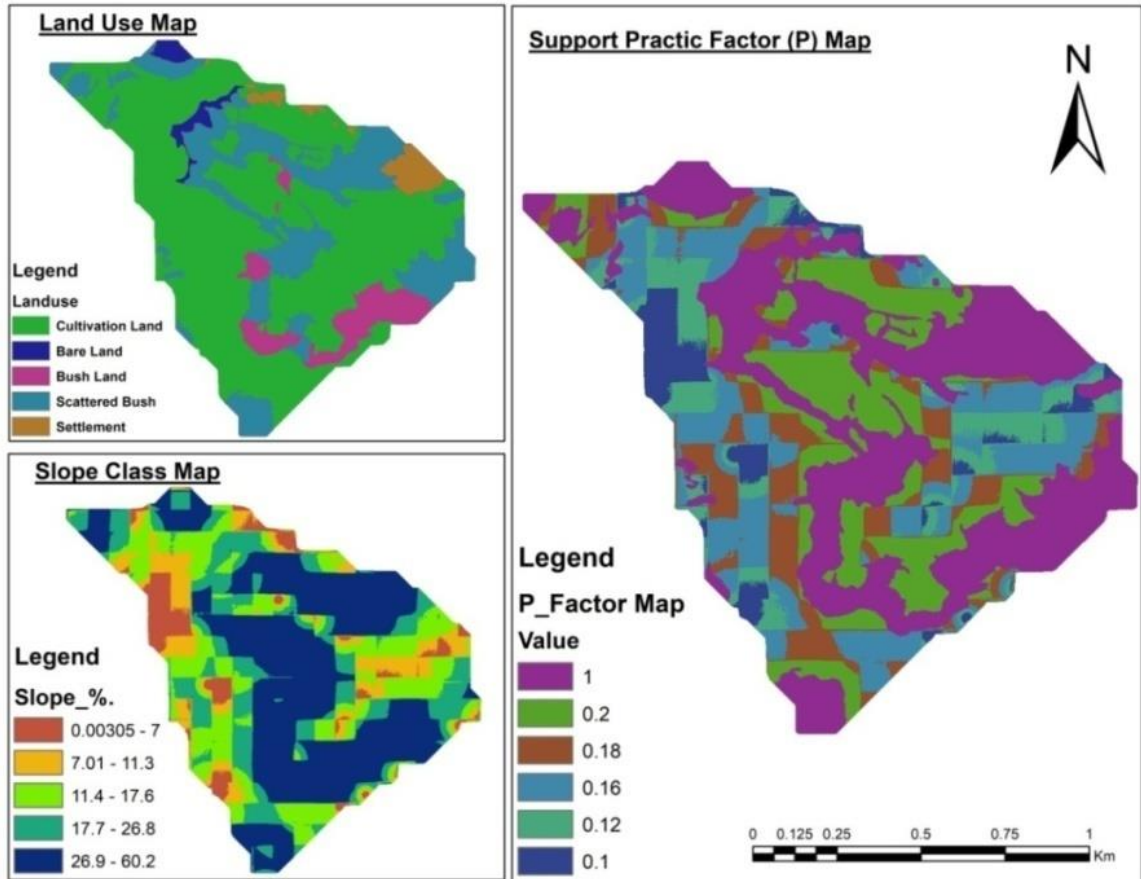 Land Use Map
Legend
Landuse
Cultivation Land
Bare Land
Bush Land
Scattered Bush
Settlement
Slope Class Map
Legend
Slope_%.
0.00305 - 7
7.01 - 11.3
11.4 - 17.6
17.7 - 26.8
26.9 - 60.2
Support Practic Factor (P) Map
N
Legend
P_Factor Map
Value
1
0.2
0.18
0.16
0.12
0.1
0 0.125 0.25 0.5 0.75 1
Km